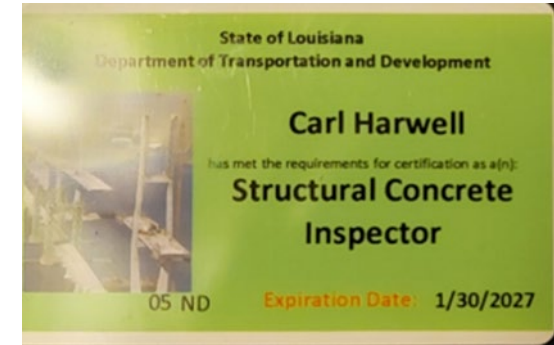 State of Louisiana
Department of Transportation and Development
Carl Harwell
has met the requirements for certification as a(n):
Structural Concrete
Inspector
05 ND Expiration Date: 1/30/2027